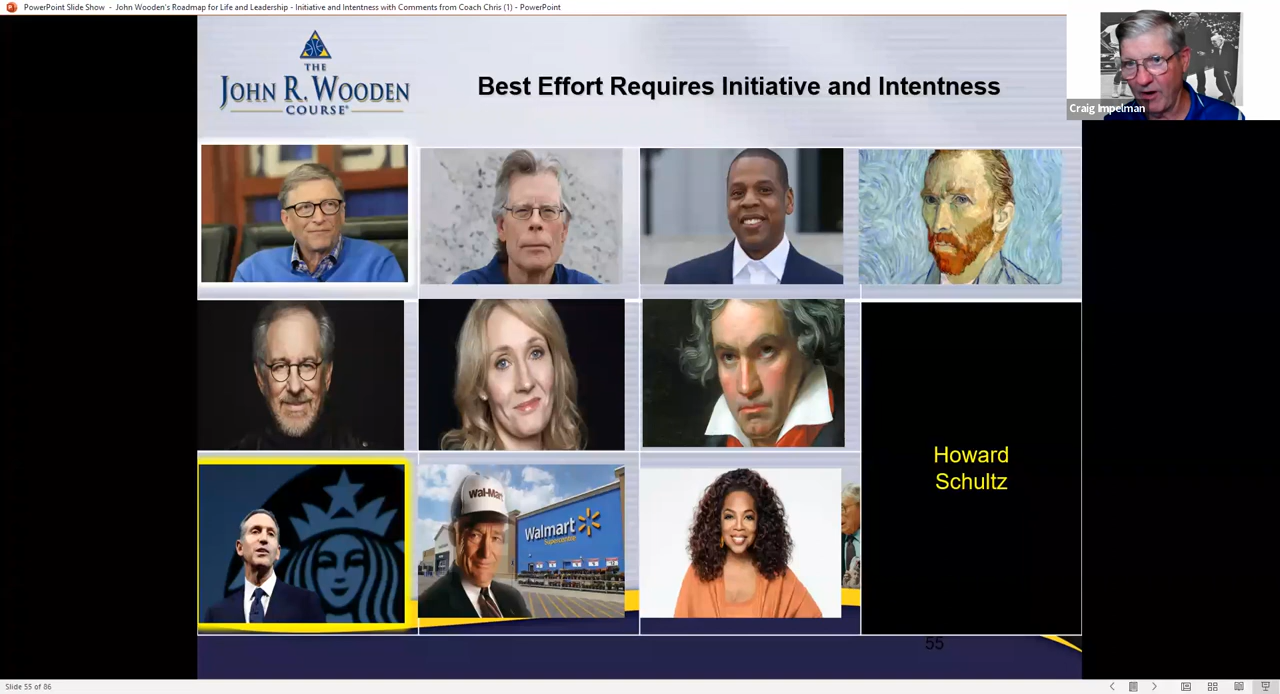 PowerPoint Slide Show - John Wooden's Roadmap for Life and Leadership - Initiative and Intentness with Comments from Coach Chris (1) - PowerPoint
THE
JOHN R. WOODEN
COURSE®
Best Effort Requires Initiative and Intentness
Craig Impelman
Howard
Schultz
Wal-Mart
Walmart
Supercenter
55
Slide 55 of 86